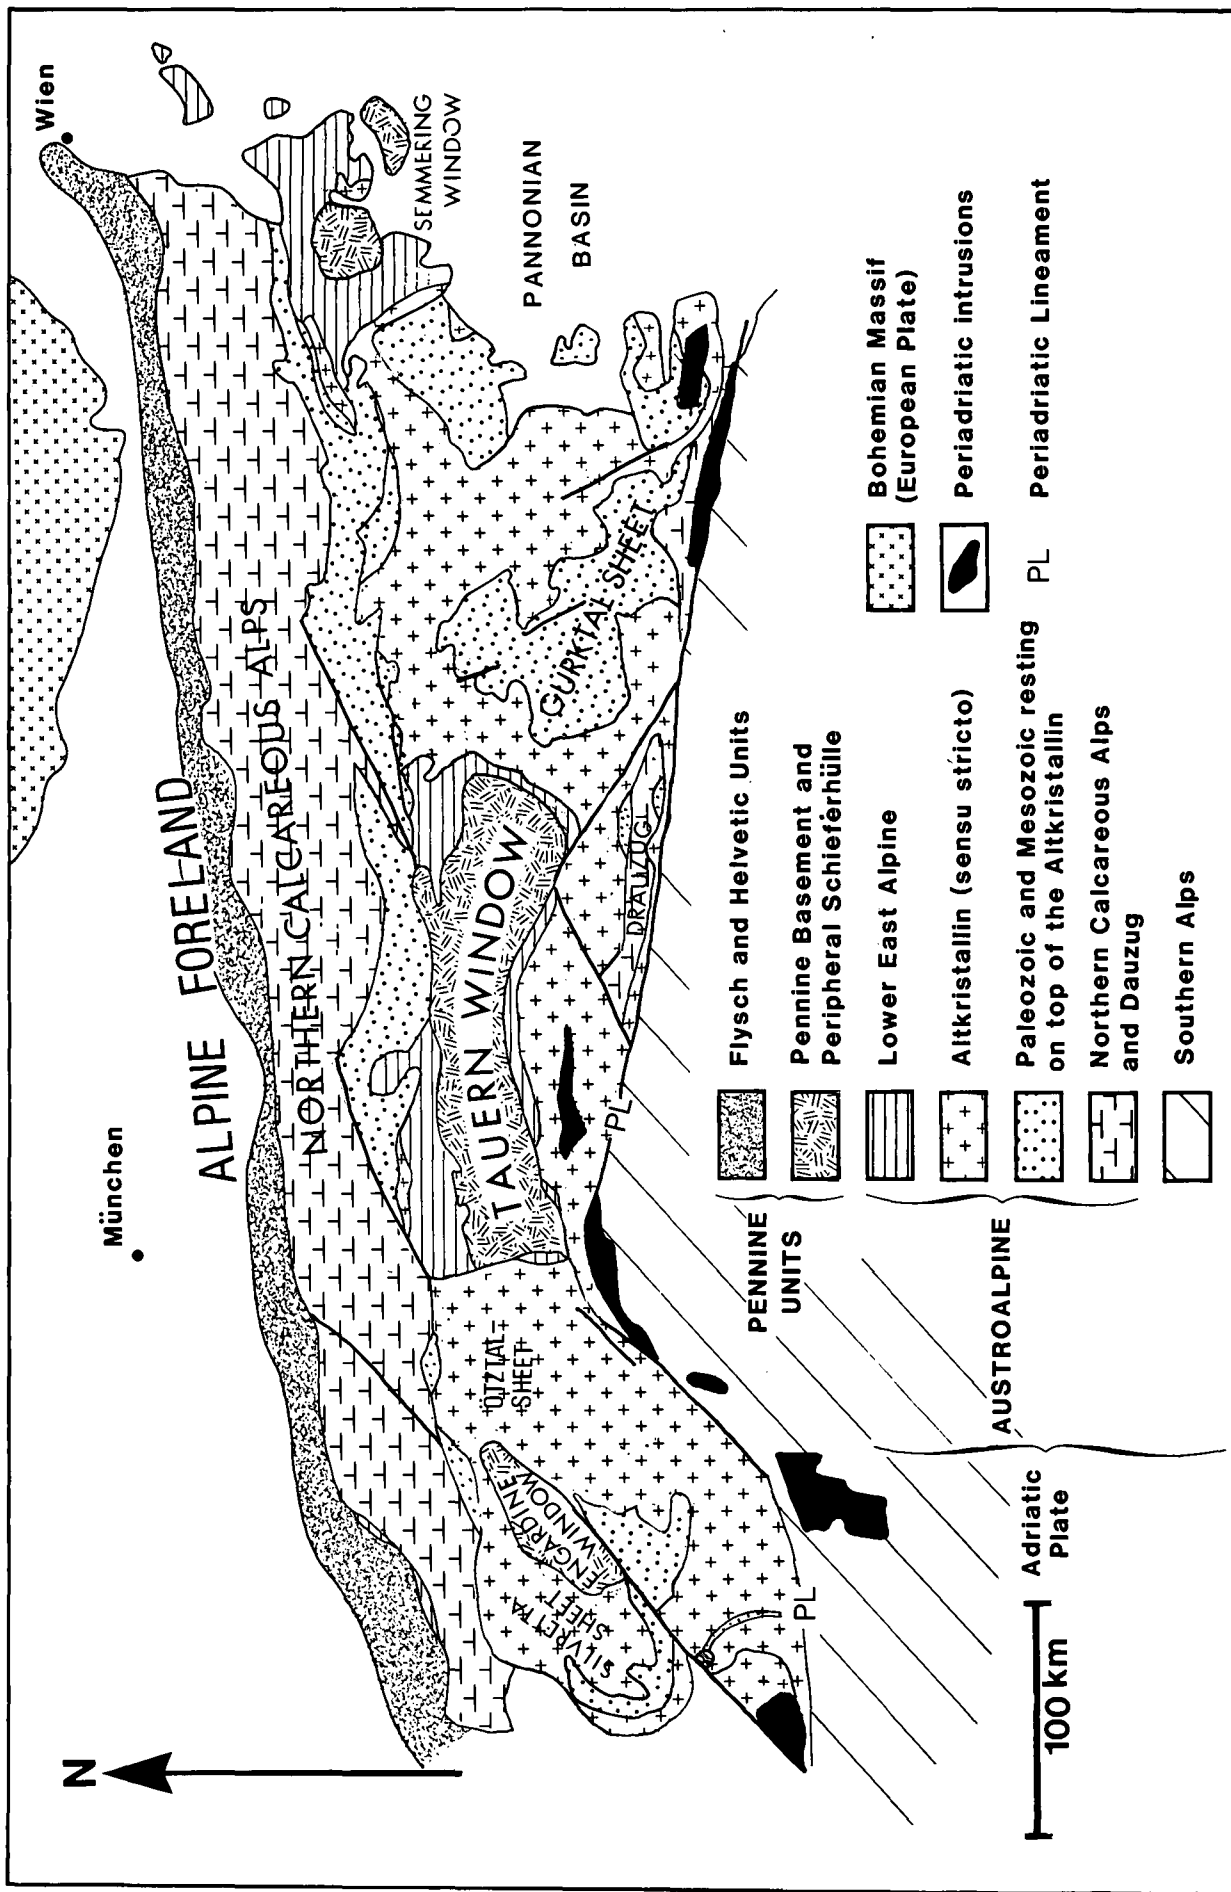 N
München
Wien
ALPINE FORELAND
NORTHERN CALCAREOUS ALPS
SEMMERING
WINDOW
PANNONIAN
BASIN
TAUERN WINDOW
ÖTZTAL-
SHEET
ENGARDINE
WINDOW
SILVRETTA
SHEET
GURKTAL SHEET
DRAUZUG
PL
PL
100 km
PENNINE
UNITS
Flysch and Helvetic Units
Pennine Basement and
Peripheral Schieferhülle
Adriatic
Plate
AUSTROALPINE
Lower East Alpine
Altkristallin (sensu stricto)
Paleozoic and Mesozoic resting
on top of the Altkristallin
Northern Calcareous Alps
and Dauzug
Southern Alps
Bohemian Massif
(European Plate)
Periadriatic intrusions
PL Periadriatic Lineament